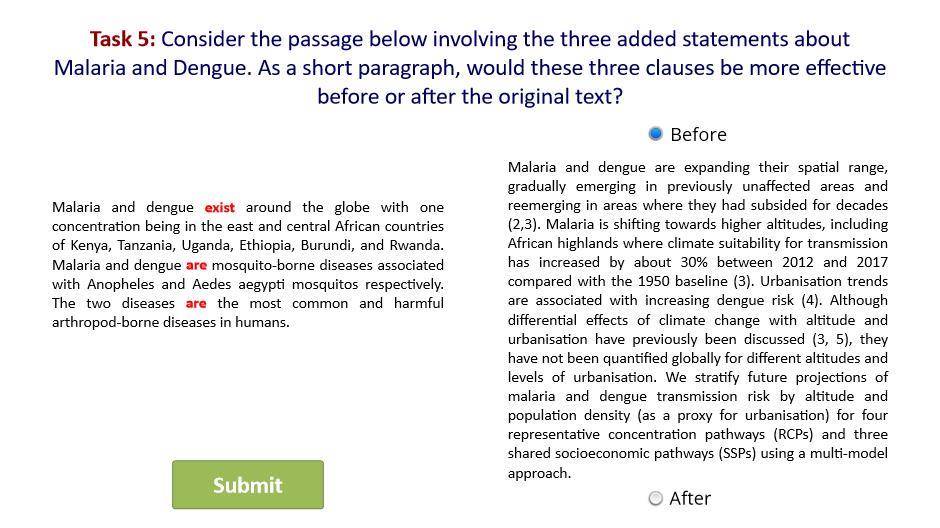 Task 5: Consider the passage below involving the three added statements about
Malaria and Dengue. As a short paragraph, would these three clauses be more effective
before or after the original text?
Malaria and dengue exist around the globe with one
concentration being in the east and central African countries
of Kenya, Tanzania, Uganda, Ethiopia, Burundi, and Rwanda.
Malaria and dengue are mosquito-borne diseases associated
with Anopheles and Aedes aegypti mosquitos respectively.
The two diseases are the most common and harmful
arthropod-borne diseases in humans.
Submit
Before
Malaria and dengue are expanding their spatial range,
gradually emerging in previously unaffected areas and
reemerging in areas where they had subsided for decades
(2,3). Malaria is shifting towards higher altitudes, including
African highlands where climate suitability for transmission
has increased by about 30% between 2012 and 2017
compared with the 1950 baseline (3). Urbanisation trends
are associated with increasing dengue risk (4). Although
differential effects of climate change with altitude and
urbanisation have previously been discussed (3, 5), they
have not been quantified globally for different altitudes and
levels of urbanisation. We stratify future projections of
malaria and dengue transmission risk by altitude and
population density (as a proxy for urbanisation) for four
representative concentration pathways (RCPs) and three
shared socioeconomic pathways (SSPs) using a multi-model
approach.
After